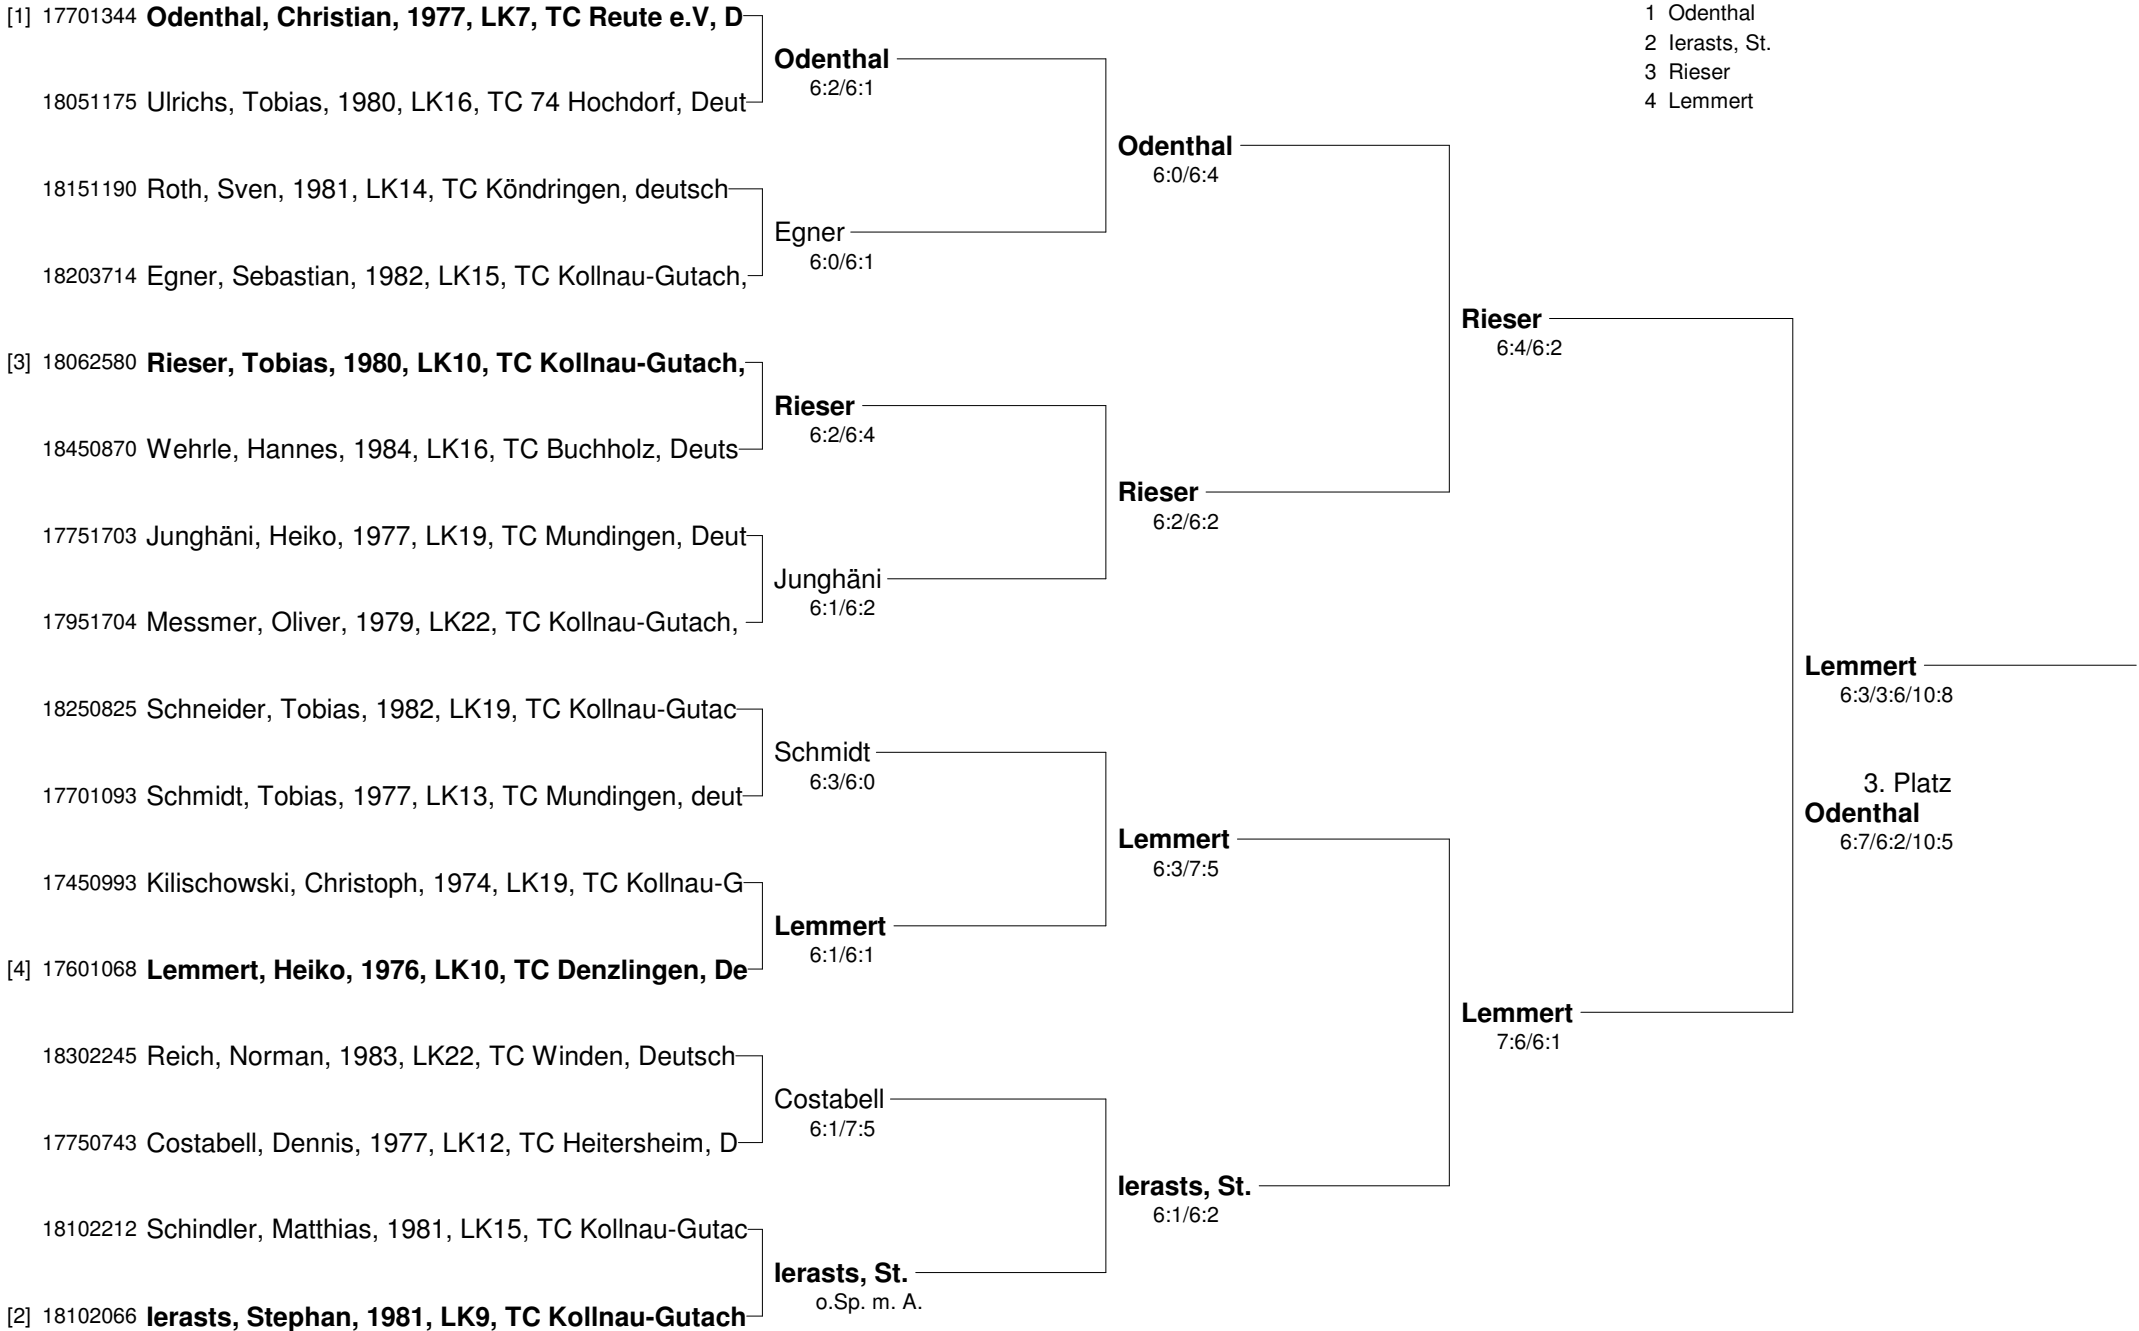 [1] 17701344 Odenthal, Christian, 1977, LK7, TC Reute e.V, D
18051175 Ulrichs, Tobias, 1980, LK16, TC 74 Hochdorf, Deut
18151190 Roth, Sven, 1981, LK14, TC Köndringen, deutsch
18203714 Egner, Sebastian, 1982, LK15, TC Kollnau-Gutach,
[3] 18062580 Rieser, Tobias, 1980, LK10, TC Kollnau-Gutach,
18450870 Wehrle, Hannes, 1984, LK16, TC Buchholz, Deuts
17751703 Junghäni, Heiko, 1977, LK19, TC Mundingen, Deut
17951704 Messmer, Oliver, 1979, LK22, TC Kollnau-Gutach,
18250825 Schneider, Tobias, 1982, LK19, TC Kollnau-Gutac
17701093 Schmidt, Tobias, 1977, LK13, TC Mundingen, deut
17450993 Kilischowski, Christoph, 1974, LK19, TC Kollnau-G
[4] 17601068 Lemmert, Heiko, 1976, LK10, TC Denzlingen, De
18302245 Reich, Norman, 1983, LK22, TC Winden, Deutsch
17750743 Costabell, Dennis, 1977, LK12, TC Heitersheim, D
18102212 Schindler, Matthias, 1981, LK15, TC Kollnau-Gutac
[2] 18102066 Ierasts, Stephan, 1981, LK9, TC Kollnau-Gutach
Odenthal
6:2/6:1
Egner
6:0/6:1
Rieser
6:2/6:4
Junghäni
6:1/6:2
Schmidt
6:3/6:0
Lemmert
6:1/6:1
Costabell
6:1/7:5
Ierasts, St.
o.Sp. m. A.
Odenthal
6:0/6:4
Rieser
6:2/6:2
Lemmert
6:3/7:5
Ierasts, St.
6:1/6:2
Rieser
6:4/6:2
Lemmert
7:6/6:1
1 Odenthal
2 Ierasts, St.
3 Rieser
4 Lemmert
Lemmert
6:3/3:6/10:8
3. Platz
Odenthal
6:7/6:2/10:5